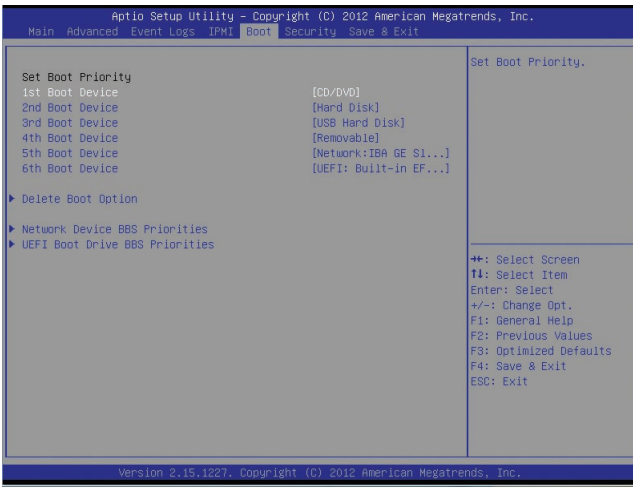 Aptio Setup Utility – Copyright (C) 2012 American Megatrends, Inc.
Main Advanced Event Logs IPMI Boot Security Save & Exit
Set Boot Priority
1st Boot Device [CD/DVD]
2nd Boot Device [Hard Disk]
3rd Boot Device [USB Hard Disk]
4th Boot Device [Removable]
5th Boot Device [Network:IBA GE Sl...]
6th Boot Device [UEFI: Built-in EF...]
Delete Boot Option
Network Device BBS Priorities
UEFI Boot Drive BBS Priorities
Set Boot Priority.
→←: Select Screen
↑↓: Select Item
Enter: Select
+/-: Change Opt.
F1: General Help
F2: Previous Values
F3: Optimized Defaults
F4: Save & Exit
ESC: Exit
Version 2.15.1227. Copyright (C) 2012 American Megatrends, Inc.